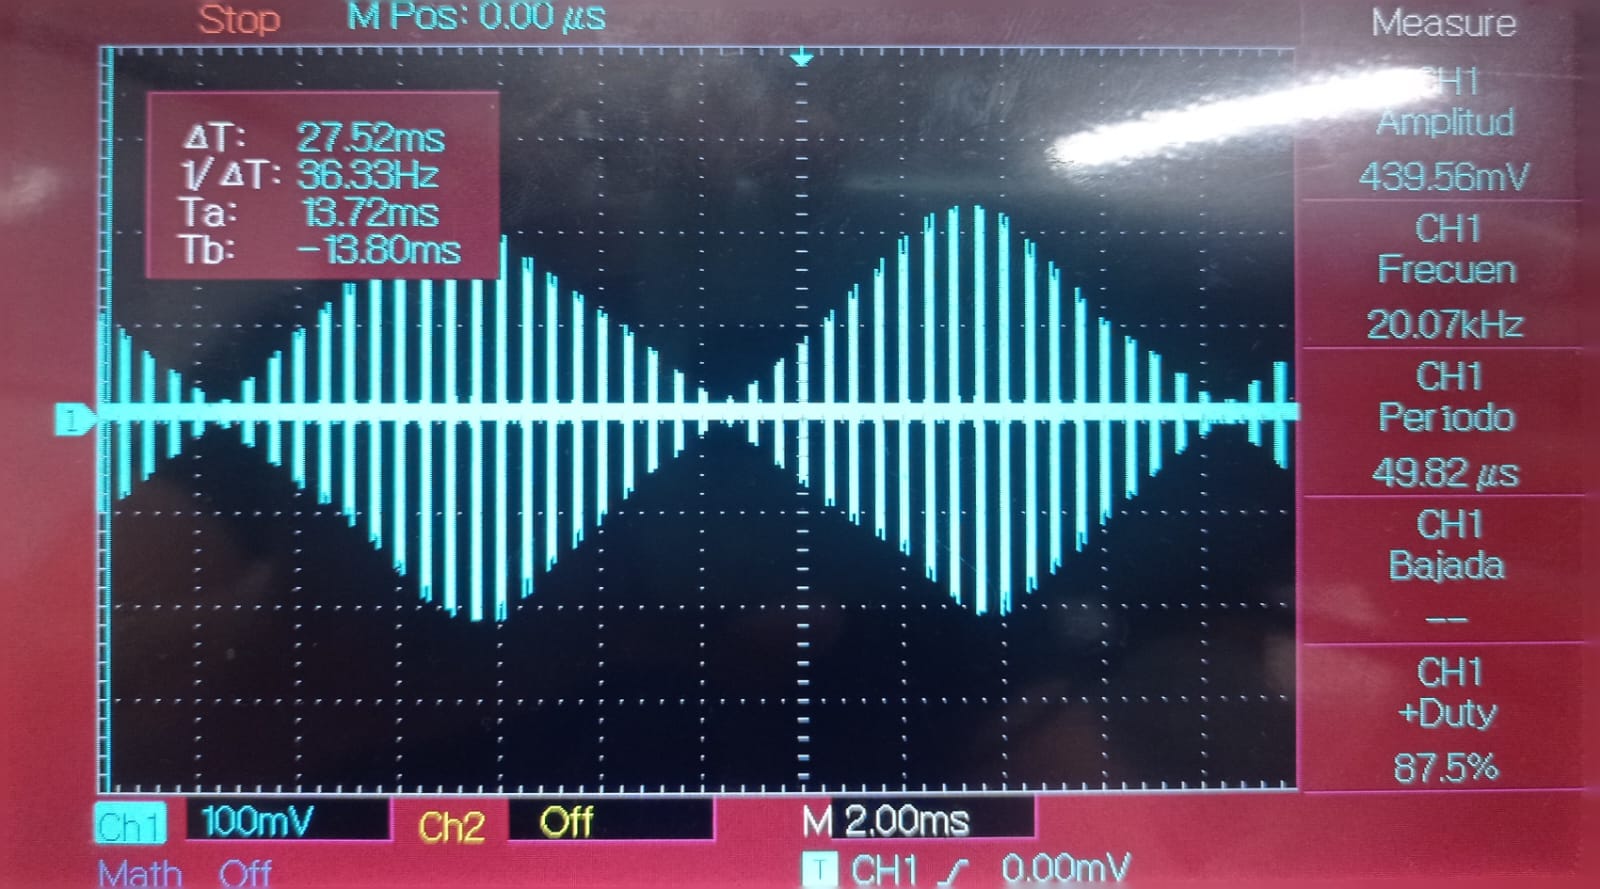 Stop M Pos: 0.00 µs
Measure
ΔT: 27.52ms
1/ΔT: 36.33Hz
Ta: 13.72ms
Tb: -13.80ms
CH1
Amplitud
439.56mV
CH1
Frecuen
20.07kHz
CH1
Periodo
49.82 µs
CH1
Bajada
--
CH1
+Duty
87.5%
1
Ch1 100mV Ch2 Off M 2.00ms
Math Off T CH1 0.00mV